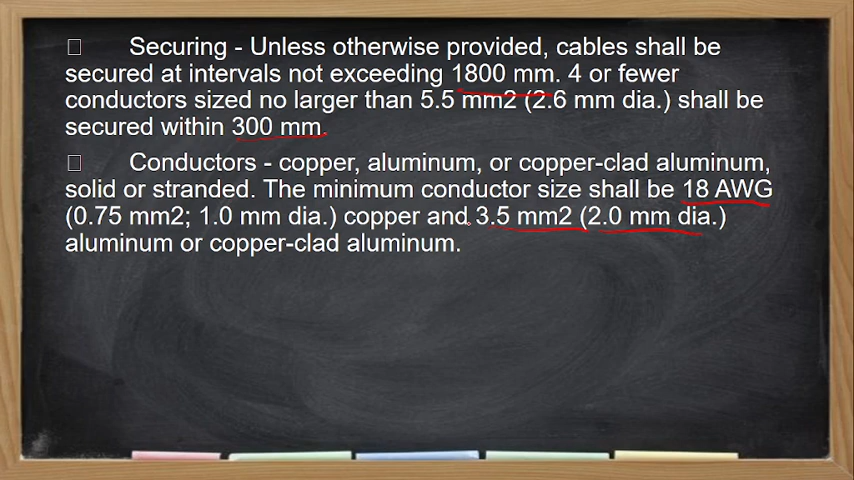 Securing - Unless otherwise provided, cables shall be
secured at intervals not exceeding 1800 mm. 4 or fewer
conductors sized no larger than 5.5 mm2 (2.6 mm dia.) shall be
secured within 300 mm.
Conductors - copper, aluminum, or copper-clad aluminum,
solid or stranded. The minimum conductor size shall be 18 AWG
(0.75 mm2; 1.0 mm dia.) copper and 3.5 mm2 (2.0 mm dia.)
aluminum or copper-clad aluminum.